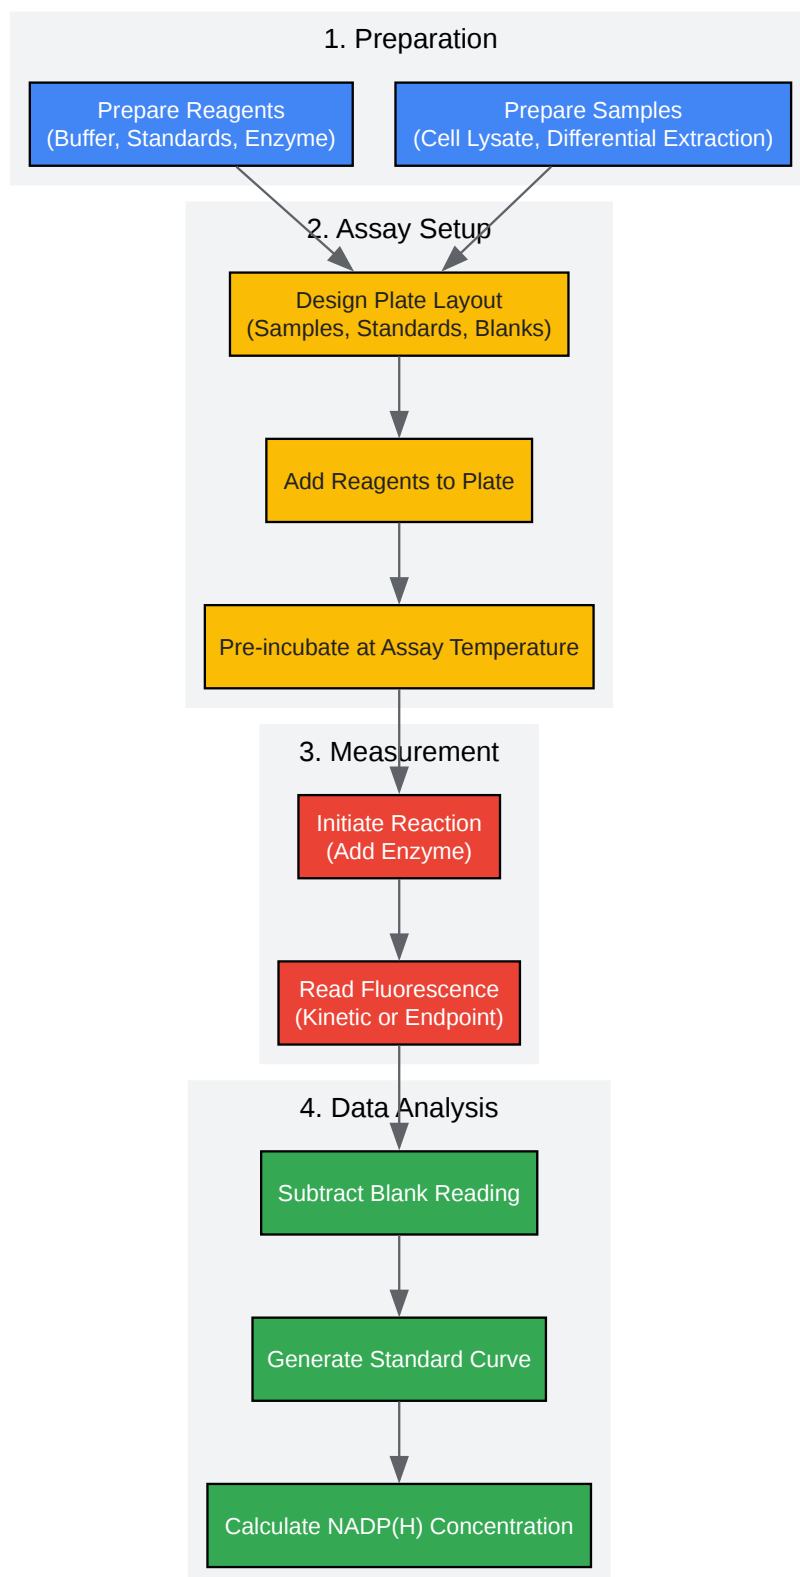 1. Preparation
Prepare Reagents
(Buffer, Standards, Enzyme)
Prepare Samples
(Cell Lysate, Differential Extraction)
2. Assay Setup
Design Plate Layout
(Samples, Standards, Blanks)
Add Reagents to Plate
Pre-incubate at Assay Temperature
3. Measurement
Initiate Reaction
(Add Enzyme)
Read Fluorescence
(Kinetic or Endpoint)
4. Data Analysis
Subtract Blank Reading
Generate Standard Curve
Calculate NADP(H) Concentration